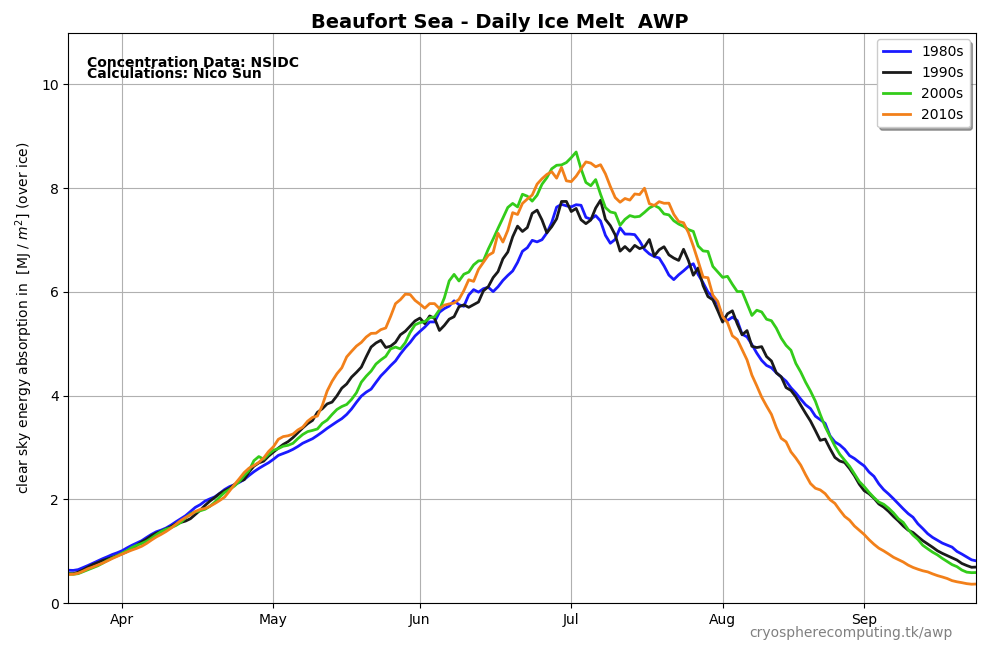 Beaufort Sea - Daily Ice Melt  AWP
Concentration Data: NSIDC
Calculations: Nico Sun
1980s
1990s
2000s
2010s
clear sky energy absorption in  [MJ / m²] (over ice)
10
8
6
4
2
0
Apr May Jun Jul Aug Sep
cryospherecomputing.tk/awp